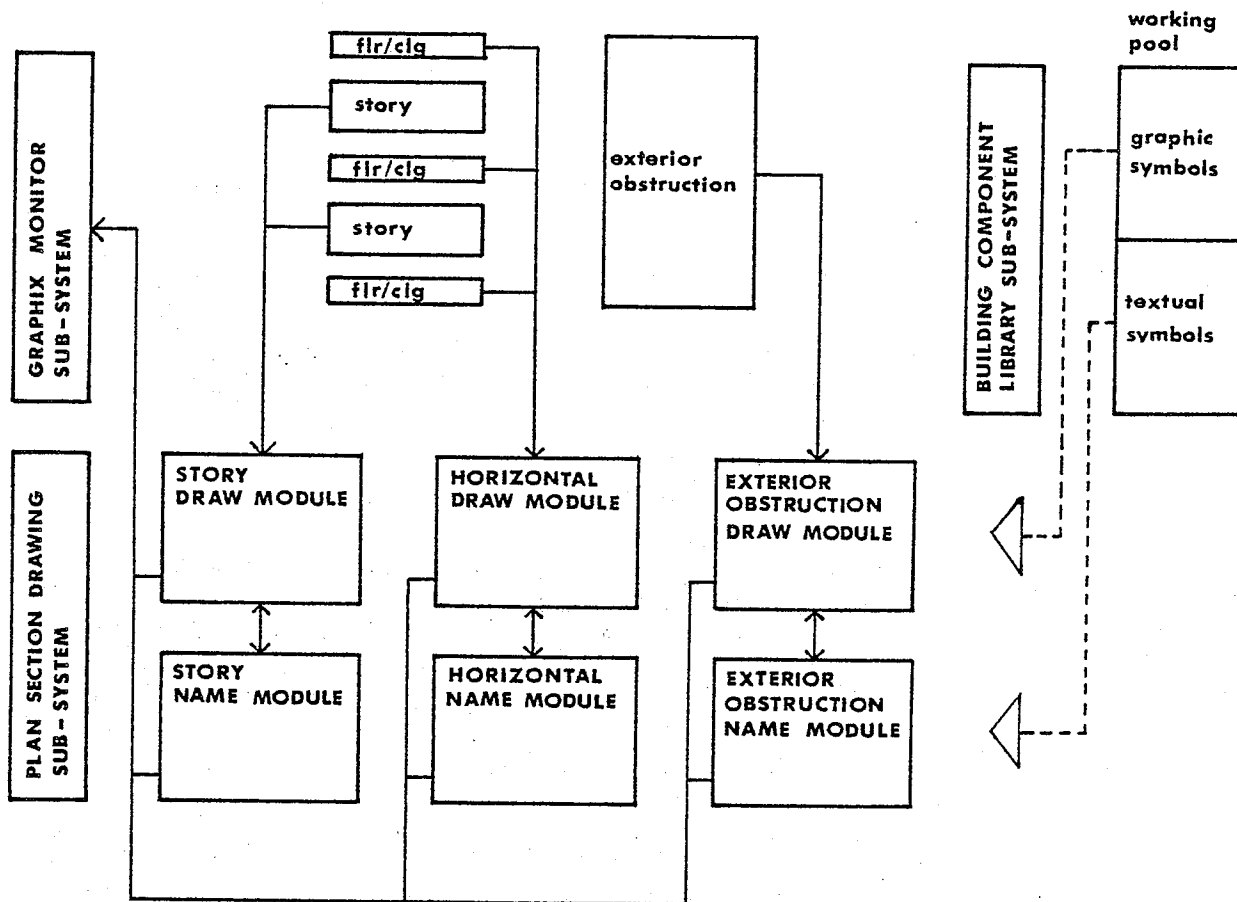 working
pool
flr/clg
story
flr/clg
story
flr/clg
exterior
obstruction
graphic
symbols
textual
symbols
GRAPHIX MONITOR
SUB-SYSTEM
BUILDING COMPONENT
LIBRARY SUB-SYSTEM
PLAN SECTION DRAWING
SUB-SYSTEM
STORY
DRAW MODULE
HORIZONTAL
DRAW MODULE
EXTERIOR
OBSTRUCTION
DRAW MODULE
STORY
NAME MODULE
HORIZONTAL
NAME MODULE
EXTERIOR
OBSTRUCTION
NAME MODULE